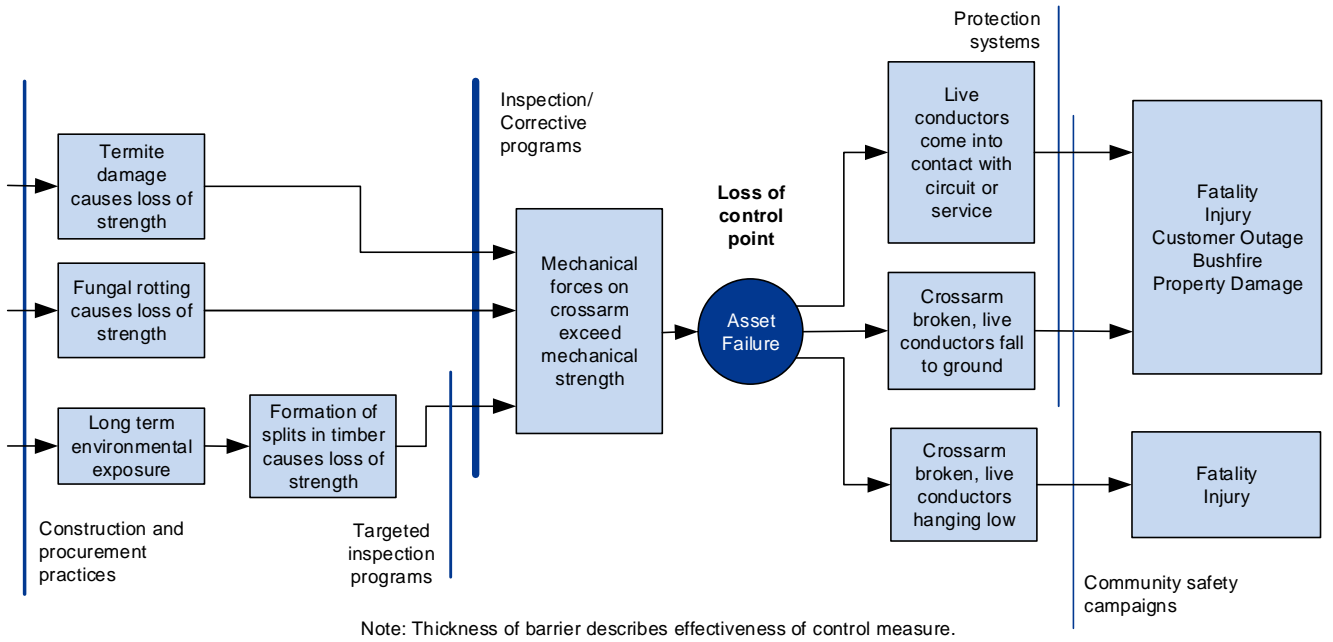 Termite
damage
causes loss of
strength
Fungal rotting
causes loss of
strength
Long term
environmental
exposure
Formation of
splits in timber
causes loss of
strength
Construction and
procurement
practices
Targeted
inspection
programs
Inspection/
Corrective
programs
Mechanical
forces on
crossarm
exceed
mechanical
strength
Loss of
control
point
Asset
Failure
Protection
systems
Live
conductors
come into
contact with
circuit or
service
Crossarm
broken, live
conductors fall
to ground
Crossarm
broken, live
conductors
hanging low
Fatality
Injury
Customer Outage
Bushfire
Property Damage
Fatality
Injury
Community safety
campaigns
Note: Thickness of barrier describes effectiveness of control measure.